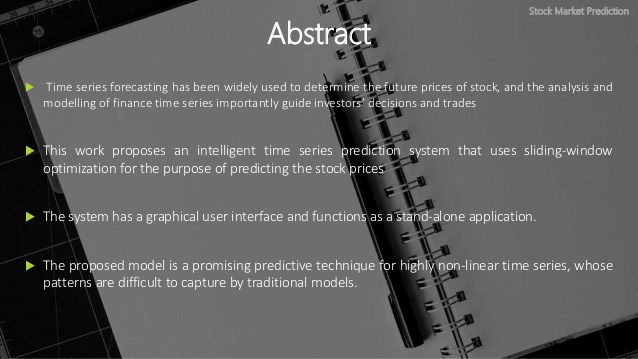 Stock Market Prediction
Abstract
Time series forecasting has been widely used to determine the future prices of stock, and the analysis and
modelling of finance time series importantly guide investors' decisions and trades
This work proposes an intelligent time series prediction system that uses sliding-window
optimization for the purpose of predicting the stock prices
The system has a graphical user interface and functions as a stand-alone application.
The proposed model is a promising predictive technique for highly non-linear time series, whose
patterns are difficult to capture by traditional models.